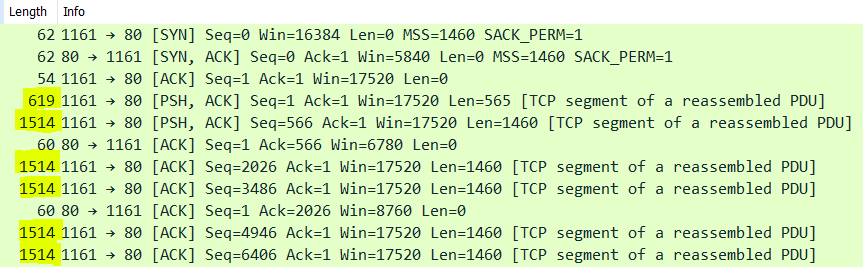 Length Info
62 1161 → 80 [SYN] Seq=0 Win=16384 Len=0 MSS=1460 SACK_PERM=1
62 80 → 1161 [SYN, ACK] Seq=0 Ack=1 Win=5840 Len=0 MSS=1460 SACK_PERM=1
54 1161 → 80 [ACK] Seq=1 Ack=1 Win=17520 Len=0
619 1161 → 80 [PSH, ACK] Seq=1 Ack=1 Win=17520 Len=565 [TCP segment of a reassembled PDU]
1514 1161 → 80 [PSH, ACK] Seq=566 Ack=1 Win=17520 Len=1460 [TCP segment of a reassembled PDU]
60 80 → 1161 [ACK] Seq=1 Ack=566 Win=6780 Len=0
1514 1161 → 80 [ACK] Seq=2026 Ack=1 Win=17520 Len=1460 [TCP segment of a reassembled PDU]
1514 1161 → 80 [ACK] Seq=3486 Ack=1 Win=17520 Len=1460 [TCP segment of a reassembled PDU]
60 80 → 1161 [ACK] Seq=1 Ack=2026 Win=8760 Len=0
1514 1161 → 80 [ACK] Seq=4946 Ack=1 Win=17520 Len=1460 [TCP segment of a reassembled PDU]
1514 1161 → 80 [ACK] Seq=6406 Ack=1 Win=17520 Len=1460 [TCP segment of a reassembled PDU]